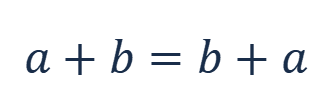 a + b = b + a